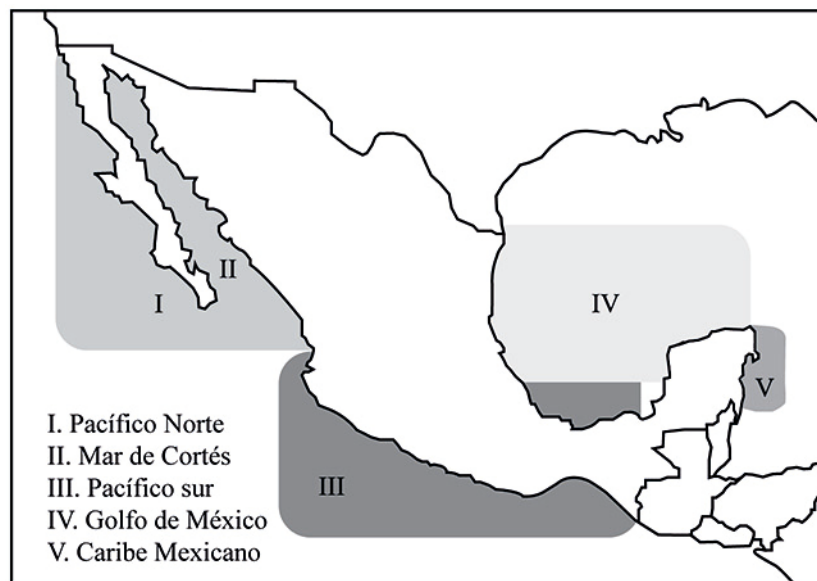 I
II
III
IV
V
I. Pacífico Norte
II. Mar de Cortés
III. Pacífico sur
IV. Golfo de México
V. Caribe Mexicano